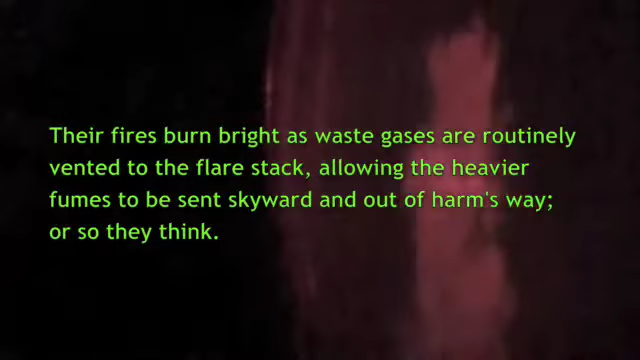 Their fires burn bright as waste gases are routinely
vented to the flare stack, allowing the heavier
fumes to be sent skyward and out of harm's way;
or so they think.